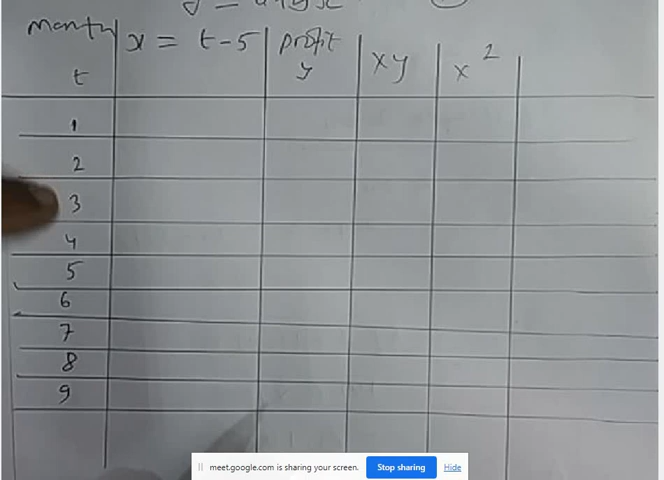 y = a + bx
month x = t - 5 profit xy x²
t y
1
2
3
4
5
6
7
8
9
meet.google.com is sharing your screen. Stop sharing Hide